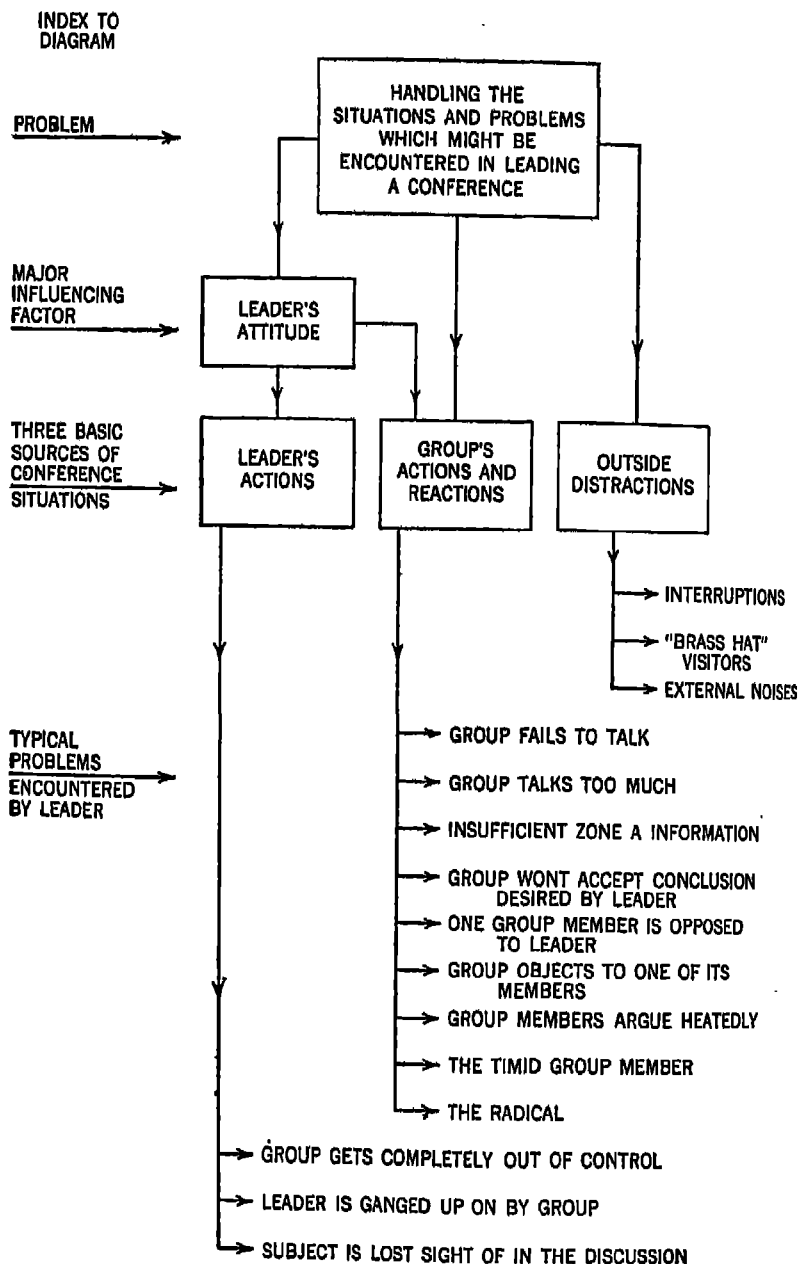 INDEX TO
DIAGRAM
PROBLEM
HANDLING THE
SITUATIONS AND PROBLEMS
WHICH MIGHT BE
ENCOUNTERED IN LEADING
A CONFERENCE
MAJOR
INFLUENCING
FACTOR
LEADER'S
ATTITUDE
THREE BASIC
SOURCES OF
CONFERENCE
SITUATIONS
LEADER'S
ACTIONS
GROUP'S
ACTIONS AND
REACTIONS
OUTSIDE
DISTRACTIONS
INTERRUPTIONS
"BRASS HAT"
VISITORS
EXTERNAL NOISES
TYPICAL
PROBLEMS
ENCOUNTERED
BY LEADER
GROUP FAILS TO TALK
GROUP TALKS TOO MUCH
INSUFFICIENT ZONE A INFORMATION
GROUP WONT ACCEPT CONCLUSION
DESIRED BY LEADER
ONE GROUP MEMBER IS OPPOSED
TO LEADER
GROUP OBJECTS TO ONE OF ITS
MEMBERS
GROUP MEMBERS ARGUE HEATEDLY
THE TIMID GROUP MEMBER
THE RADICAL
GROUP GETS COMPLETELY OUT OF CONTROL
LEADER IS GANGED UP ON BY GROUP
SUBJECT IS LOST SIGHT OF IN THE DISCUSSION